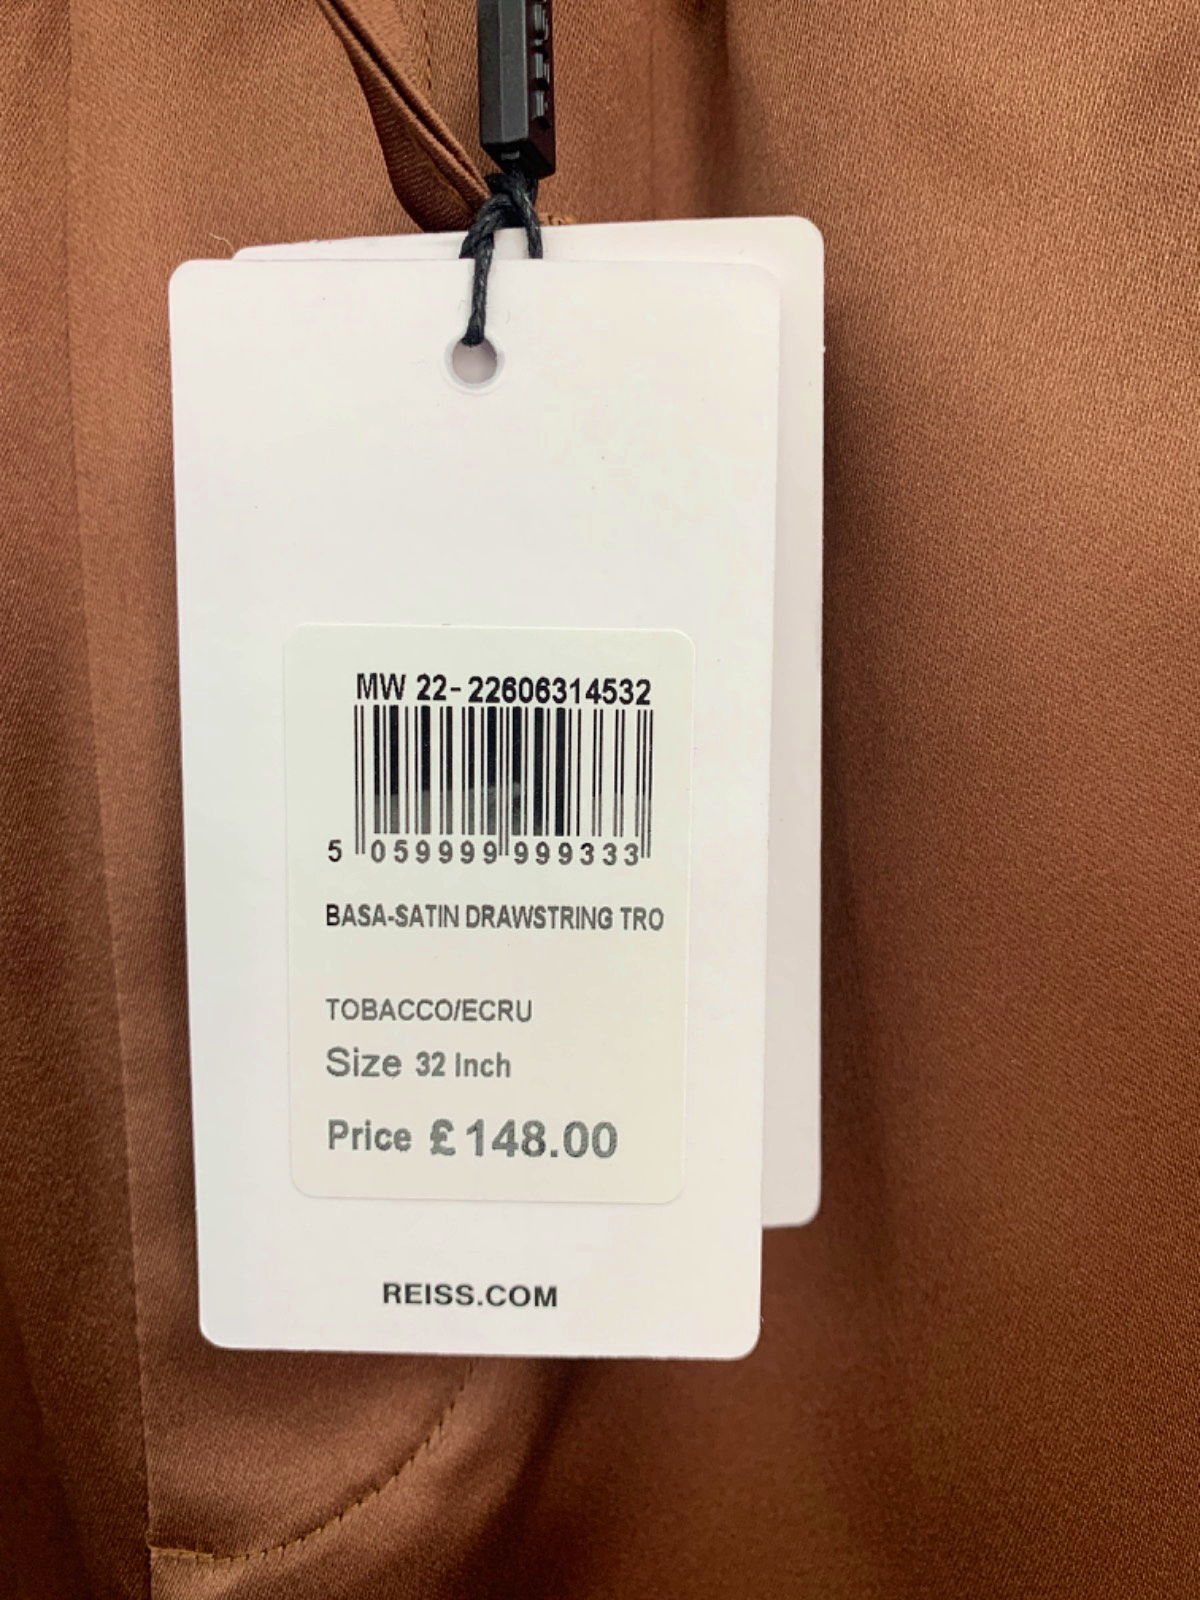 REISS
MW 22-22606314532
5 059999 999333
BASA-SATIN DRAWSTRING TRO
TOBACCO/ECRU
Size 32 Inch
Price £148.00
REISS.COM